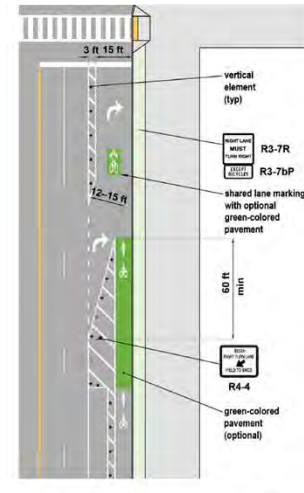 3 ft
15 ft
vertical
element
(typ)
RIGHT LANE
MUST
TURN RIGHT
R3-7R
EXCEPT
BICYCLES
R3-7bP
shared lane marking
with optional
green-colored
pavement
12–15 ft
60 ft
min
RIGHT TURN LANE
YIELD TO BIKES
R4-4
green-colored
pavement
(optional)